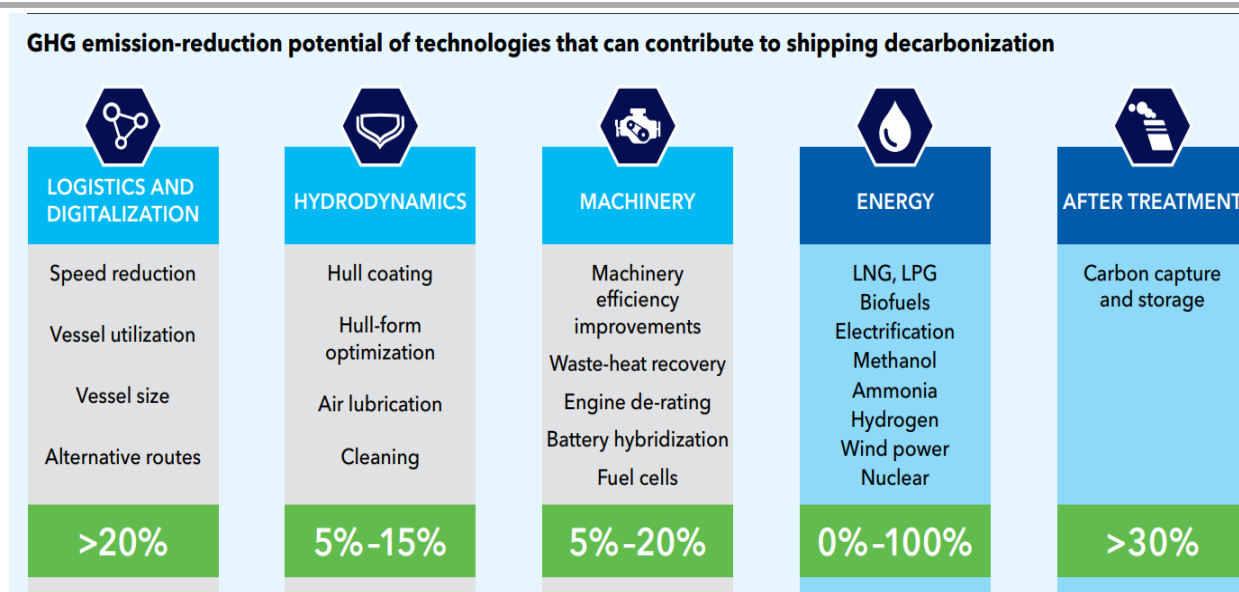 GHG emission-reduction potential of technologies that can contribute to shipping decarbonization
LOGISTICS AND
DIGITALIZATION
Speed reduction
Vessel utilization
Vessel size
Alternative routes
>20%
HYDRODYNAMICS
Hull coating
Hull-form
optimization
Air lubrication
Cleaning
5%-15%
MACHINERY
Machinery
efficiency
improvements
Waste-heat recovery
Engine de-rating
Battery hybridization
Fuel cells
5%-20%
ENERGY
LNG, LPG
Biofuels
Electrification
Methanol
Ammonia
Hydrogen
Wind power
Nuclear
0%-100%
AFTER TREATMENT
Carbon capture
and storage
>30%